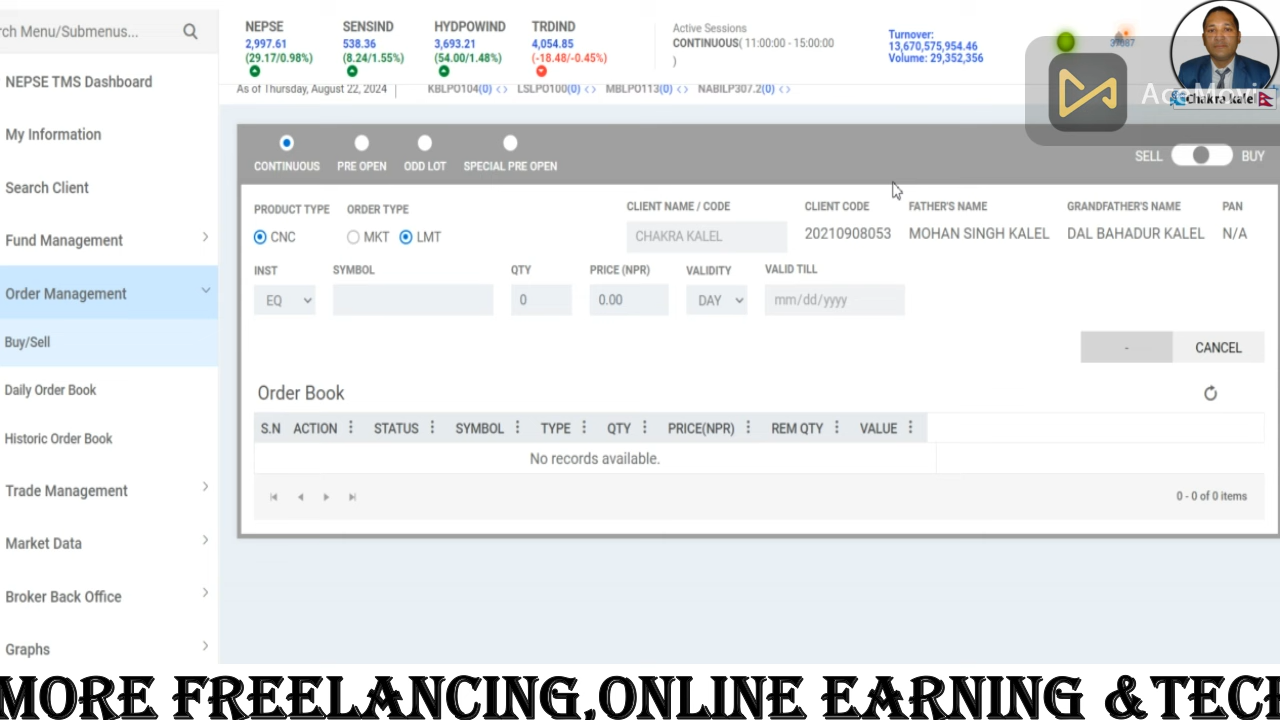 rch Menu/Submenus...
NEPSE TMS Dashboard
My Information
Search Client
Fund Management
Order Management
Buy/Sell
Daily Order Book
Historic Order Book
Trade Management
Market Data
Broker Back Office
Graphs
NEPSE SENSIND HYDPOWIND TRDIND
2,997.61 538.36 3,693.21 4,054.85
(29.17/0.98%) (8.24/1.55%) (54.00/1.48%) (-18.48/-0.45%)
Active Sessions
CONTINUOUS( 11:00:00 - 15:00:00
)
Turnover:
13,670,575,954.46
Volume: 29,352,356
Chakra kalel
As of Thursday, August 22, 2024 KBLPO104(0) LSLPO100(0) MBLPO113(0) NABILP307.2(0)
CONTINUOUS PRE OPEN ODD LOT SPECIAL PRE OPEN
SELL BUY
PRODUCT TYPE ORDER TYPE CLIENT NAME / CODE CLIENT CODE FATHER'S NAME GRANDFATHER'S NAME PAN
CNC MKT LMT CHAKRA KALEL 20210908053 MOHAN SINGH KALEL DAL BAHADUR KALEL N/A
INST SYMBOL QTY PRICE (NPR) VALIDITY VALID TILL
EQ 0 0.00 DAY mm/dd/yyyy
- CANCEL
Order Book
S.N ACTION STATUS SYMBOL TYPE QTY PRICE(NPR) REM QTY VALUE
No records available.
0 - 0 of 0 items
MORE FREELANCING,ONLINE EARNING &TECH